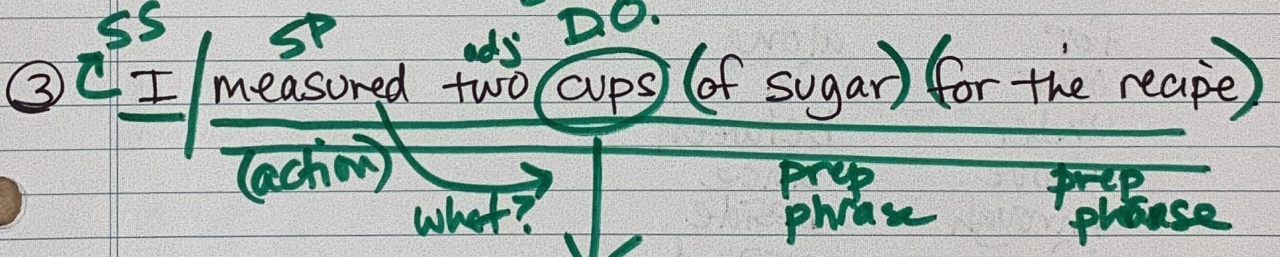 SS SP adj D.O.
3 I / measured two cups (of sugar) (for the recipe)
(action) what? prep phrase prep phrase